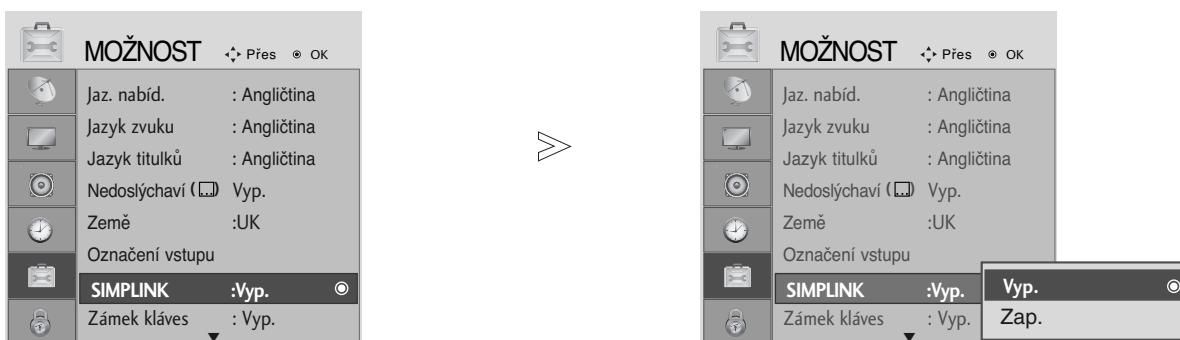 MOŽNOST Přes OK
Jaz. nabíd. : Angličtina
Jazyk zvuku : Angličtina
Jazyk titulků : Angličtina
Nedoslýchaví ( ) Vyp.
Země :UK
Označení vstupu
SIMPLINK :Vyp.
Zámek kláves : Vyp.
MOŽNOST Přes OK
Jaz. nabíd. : Angličtina
Jazyk zvuku : Angličtina
Jazyk titulků : Angličtina
Nedoslýchaví ( ) Vyp.
Země :UK
Označení vstupu
SIMPLINK :Vyp.
Zámek kláves : Vyp.
Vyp.
Zap.